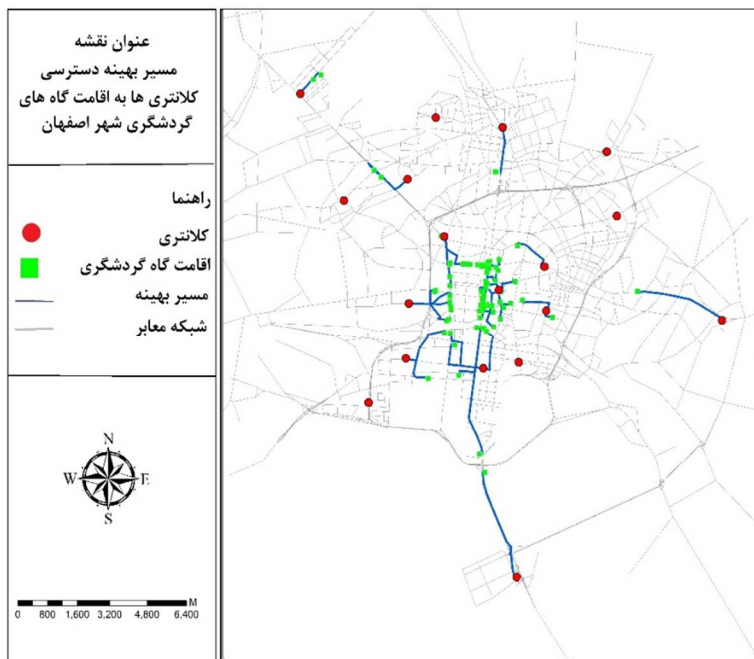 عنوان نقشه
مسیر بهینه دسترسی
کلانتری ها به اقامت گاه های
گردشگری شهر اصفهان
راهنما
کلانتری
اقامت گاه گردشگری
مسیر بهینه
شبکه معابر
N
W E
S
M
0 800 1,600 3,200 4,800 6,400